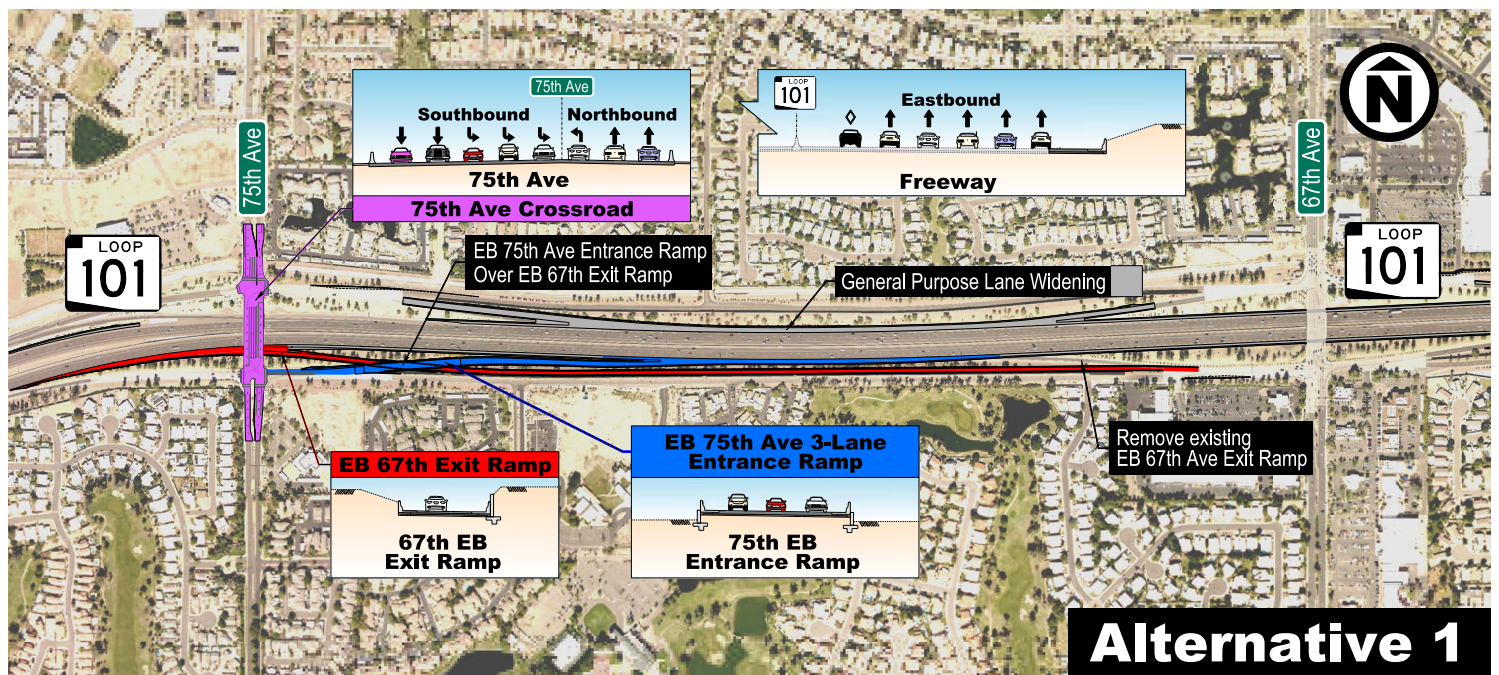 75th Ave
Southbound
Northbound
75th Ave
75th Ave Crossroad
LOOP
101
Eastbound
Freeway
N
75th Ave
67th Ave
LOOP
101
LOOP
101
EB 75th Ave Entrance Ramp
Over EB 67th Exit Ramp
General Purpose Lane Widening
EB 67th Exit Ramp
67th EB
Exit Ramp
EB 75th Ave 3-Lane
Entrance Ramp
75th EB
Entrance Ramp
Remove existing
EB 67th Ave Exit Ramp
Alternative 1